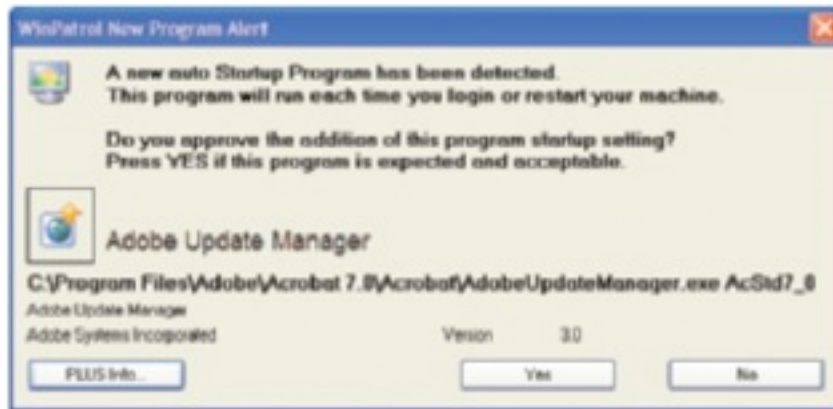 WinPatrol New Program Alert
A new auto Startup Program has been detected.
This program will run each time you login or restart your machine.
Do you approve the addition of this program startup setting?
Press YES if this program is expected and acceptable.
Adobe Update Manager
C:\Program Files\Adobe\Acrobat 7.0\Acrobat\AdobeUpdateManager.exe AcStd7_0
Adobe Update Manager
Adobe Systems Incorporated Version 3.0
PLUS Info... Yes No